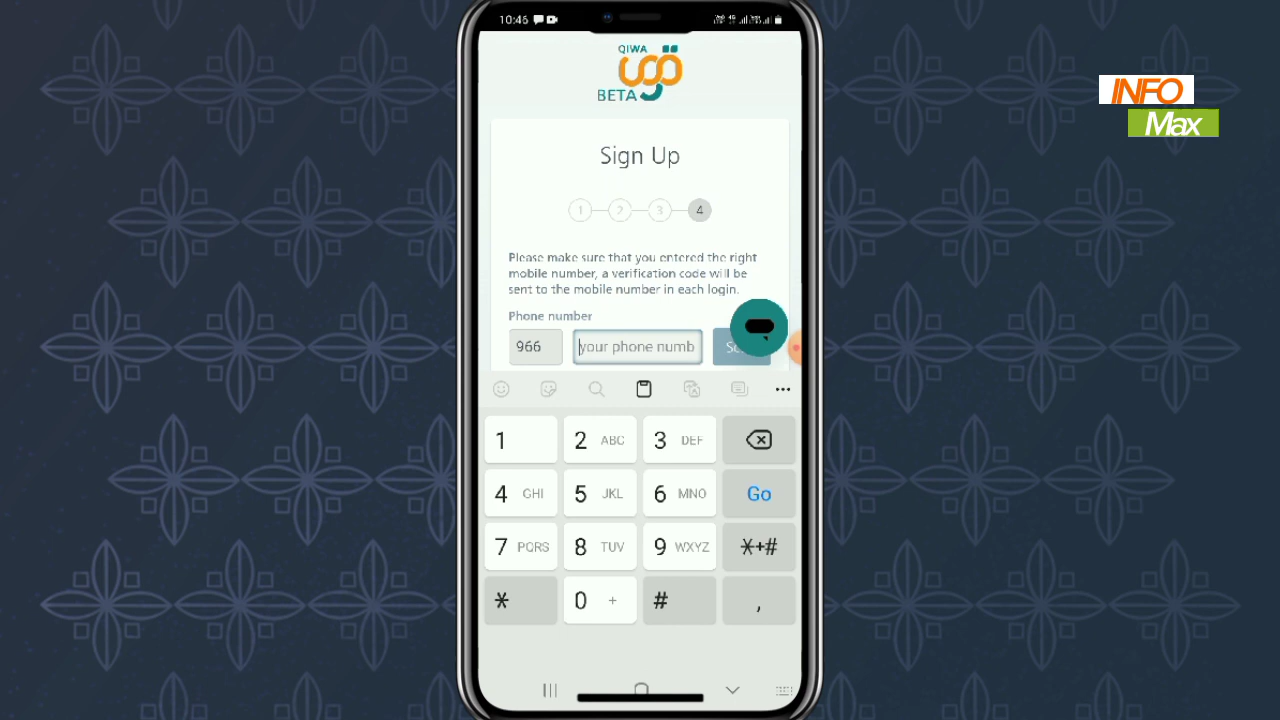 10:46
QIWA
قوى
BETA
INFO
Max
Sign Up
1 2 3 4
Please make sure that you entered the right
mobile number, a verification code will be
sent to the mobile number in each login.
Phone number
966 your phone numb
1 2 ABC 3 DEF
4 GHI 5 JKL 6 MNO Go
7 PQRS 8 TUV 9 WXYZ *+#
* 0 + # ,